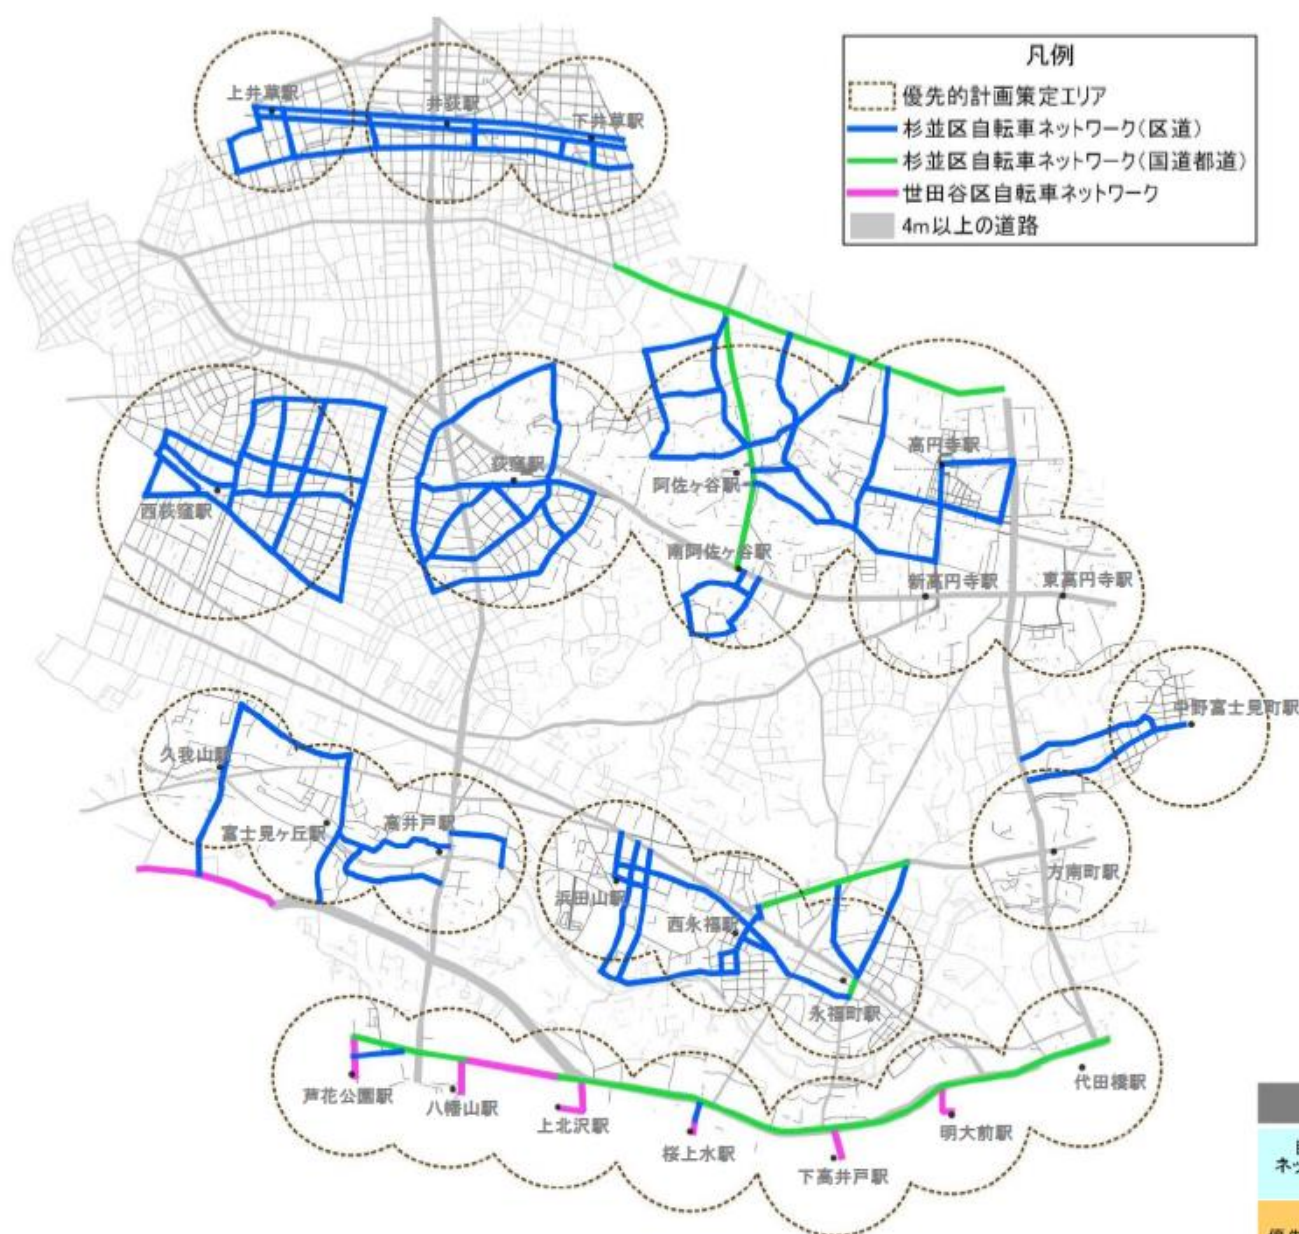 凡例
優先的計画策定エリア
杉並区自転車ネットワーク(区道)
杉並区自転車ネットワーク(国道都道)
世田谷区自転車ネットワーク
4m以上の道路
上井草駅
井荻駅
下井草駅
高円寺駅
荻窪駅
阿佐ヶ谷駅
西荻窪駅
南阿佐ヶ谷駅
新高円寺駅
東高円寺駅
中野富士見町駅
久我山駅
富士見ヶ丘駅
高井戸駅
方南町駅
浜田山駅
西永福駅
永福町駅
代田橋駅
芦花公園駅
八幡山駅
上北沢駅
明大前駅
桜上水駅
下高井戸駅
ネッ